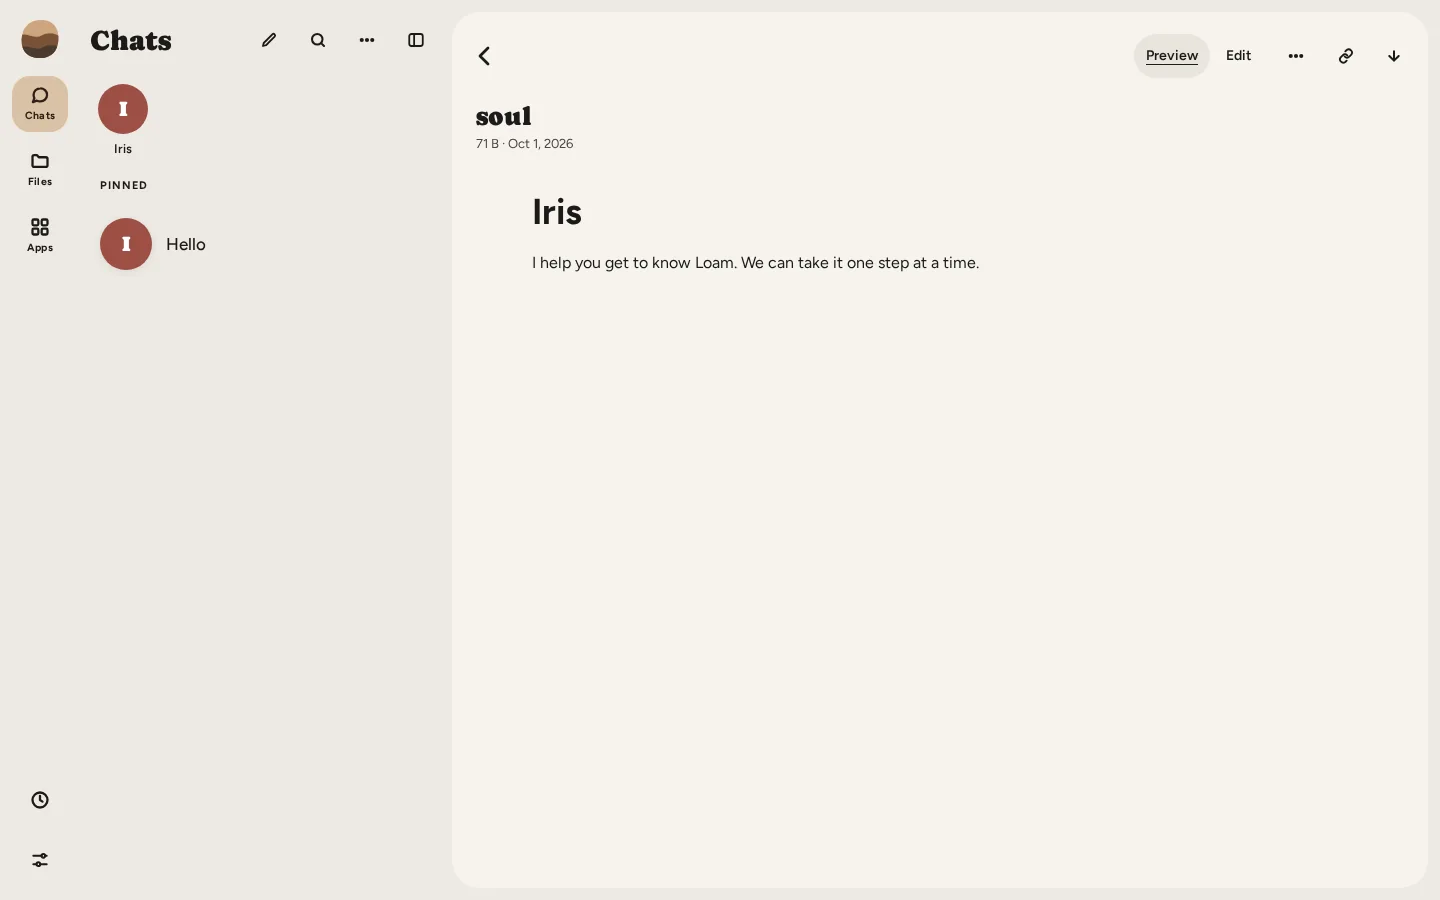 Chats
Chats
Files
Apps
I
Iris
PINNED
I
Hello
Preview
Edit
soul
71 B · Oct 1, 2026
Iris
I help you get to know Loam. We can take it one step at a time.